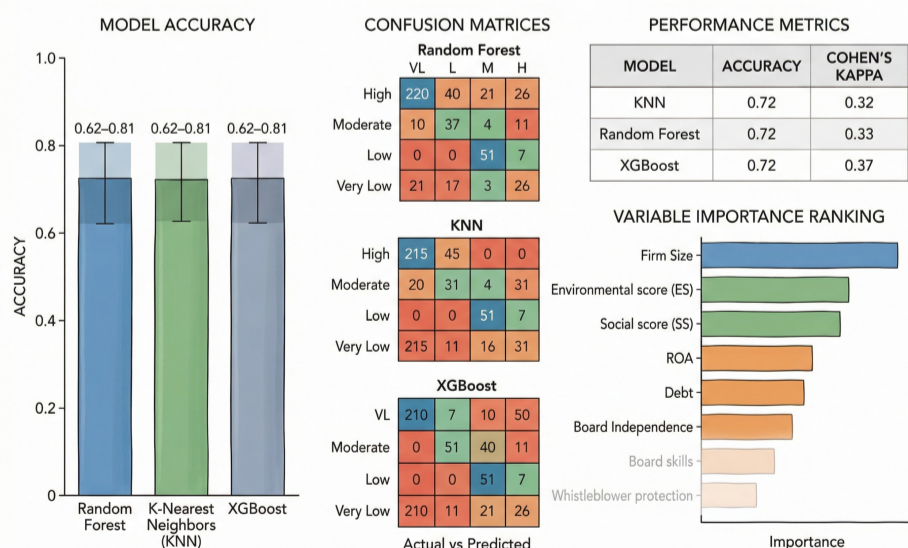 MODEL ACCURACY
ACCURACY
1.0
0.8
0.6
0.4
0.2
0
0.62–0.81 0.62–0.81 0.62–0.81
Random
Forest
K-Nearest
Neighbors
(KNN)
XGBoost
CONFUSION MATRICES
Random Forest
VL L M H
High 220 40 21 26
Moderate 10 37 4 11
Low 0 0 51 7
Very Low 21 17 3 26
KNN
High 215 45 0 0
Moderate 20 31 4 31
Low 0 0 51 7
Very Low 215 11 16 31
XGBoost
VL 210 7 10 50
Moderate 0 51 40 11
Low 0 0 51 7
Very Low 210 11 21 26
Actual vs Predicted
PERFORMANCE METRICS
MODEL ACCURACY COHEN'S
KAPPA
KNN 0.72 0.32
Random Forest 0.72 0.33
XGBoost 0.72 0.37
VARIABLE IMPORTANCE RANKING
Firm Size
Environmental score (ES)
Social score (SS)
ROA
Debt
Board Independence
Board skills
Whistleblower protection
Importance